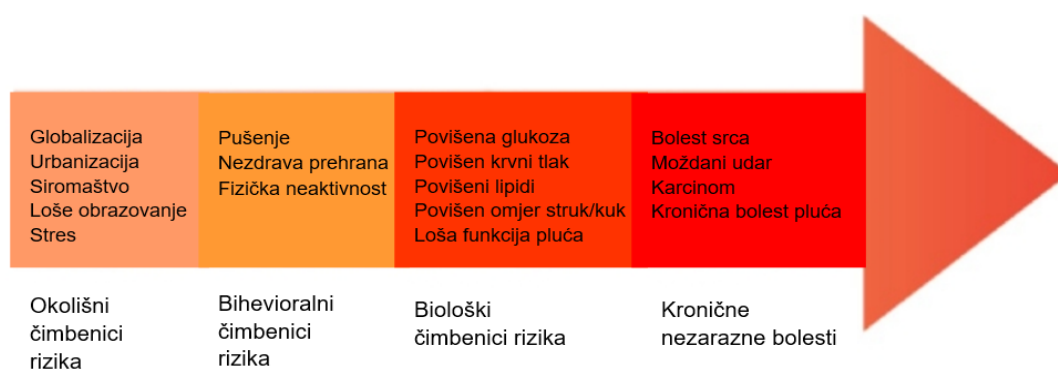 Globalizacija
Urbanizacija
Siromaštvo
Loše obrazovanje
Stres
Pušenje
Nezdrava prehrana
Fizička neaktivnost
Povišena glukoza
Povišen krvni tlak
Povišeni lipidi
Povišen omjer struk/kuk
Loša funkcija pluća
Bolest srca
Moždani udar
Karcinom
Kronična bolest pluća
Okolišni
čimbenici
rizika
Bihevioralni
čimbenici
rizika
Biološki
čimbenici rizika
Kronične
nezarazne bolesti